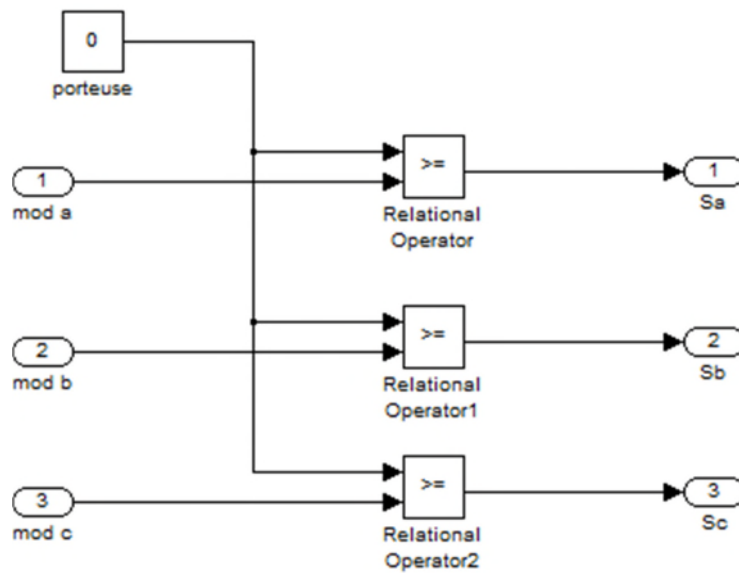 0
porteuse
>=
1
mod a
Relational
Operator
1
Sa
>=
2
mod b
Relational
Operator1
2
Sb
>=
3
mod c
Relational
Operator2
3
Sc